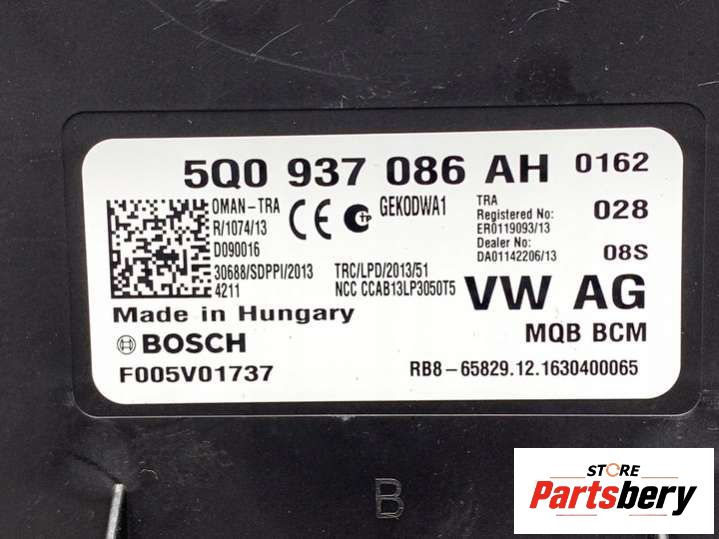 5Q0 937 086 AH 0162
OMAN-TRA
R/1074/13
D090016
30688/SDPPI/2013
4211
CE
TP
GEKODWA1
TRC/LPD/2013/51
NCC CCAB13LP3050T5
TRA
Registered No:
ER0119093/13
Dealer No:
DA01142206/13
028
08S
VW AG
Made in Hungary
BOSCH
MQB BCM
F005V01737
RB8-65829.12.1630400065
B
STORE
Partsbery